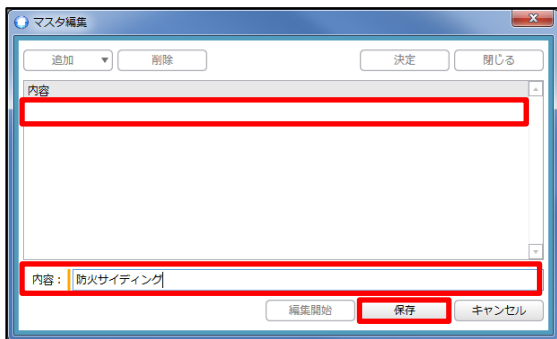 マスタ編集
追加 ▼ 削除 決定 閉じる
内容
内容： 防火サイディング
編集開始 保存 キャンセル